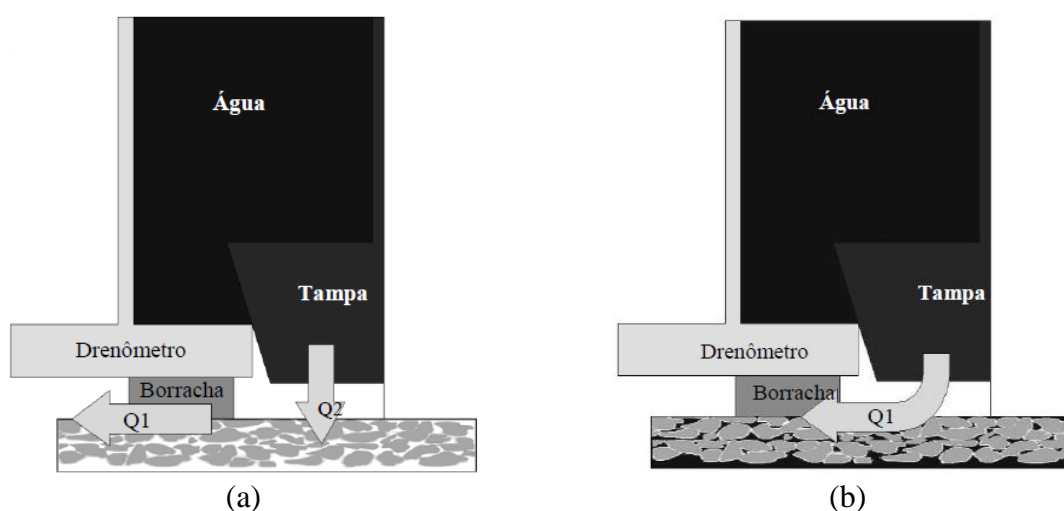 Água
Tampa
Drenômetro
Borracha
Q1
Q2
(a)
Água
Tampa
Drenômetro
Borracha
Q1
(b)